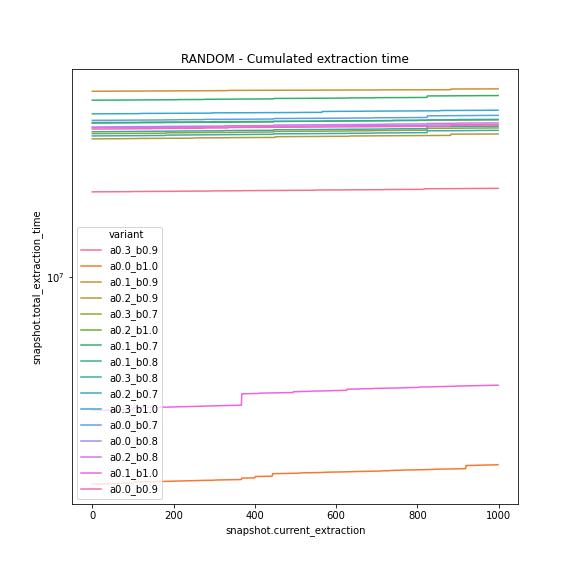 RANDOM - Cumulated extraction time
snapshot.total_extraction_time
10^7
variant
a0.3_b0.9
a0.0_b1.0
a0.1_b0.9
a0.2_b0.9
a0.3_b0.7
a0.2_b1.0
a0.1_b0.7
a0.1_b0.8
a0.3_b0.8
a0.2_b0.7
a0.3_b1.0
a0.0_b0.7
a0.0_b0.8
a0.2_b0.8
a0.1_b1.0
a0.0_b0.9
0 200 400 600 800 1000
snapshot.current_extraction